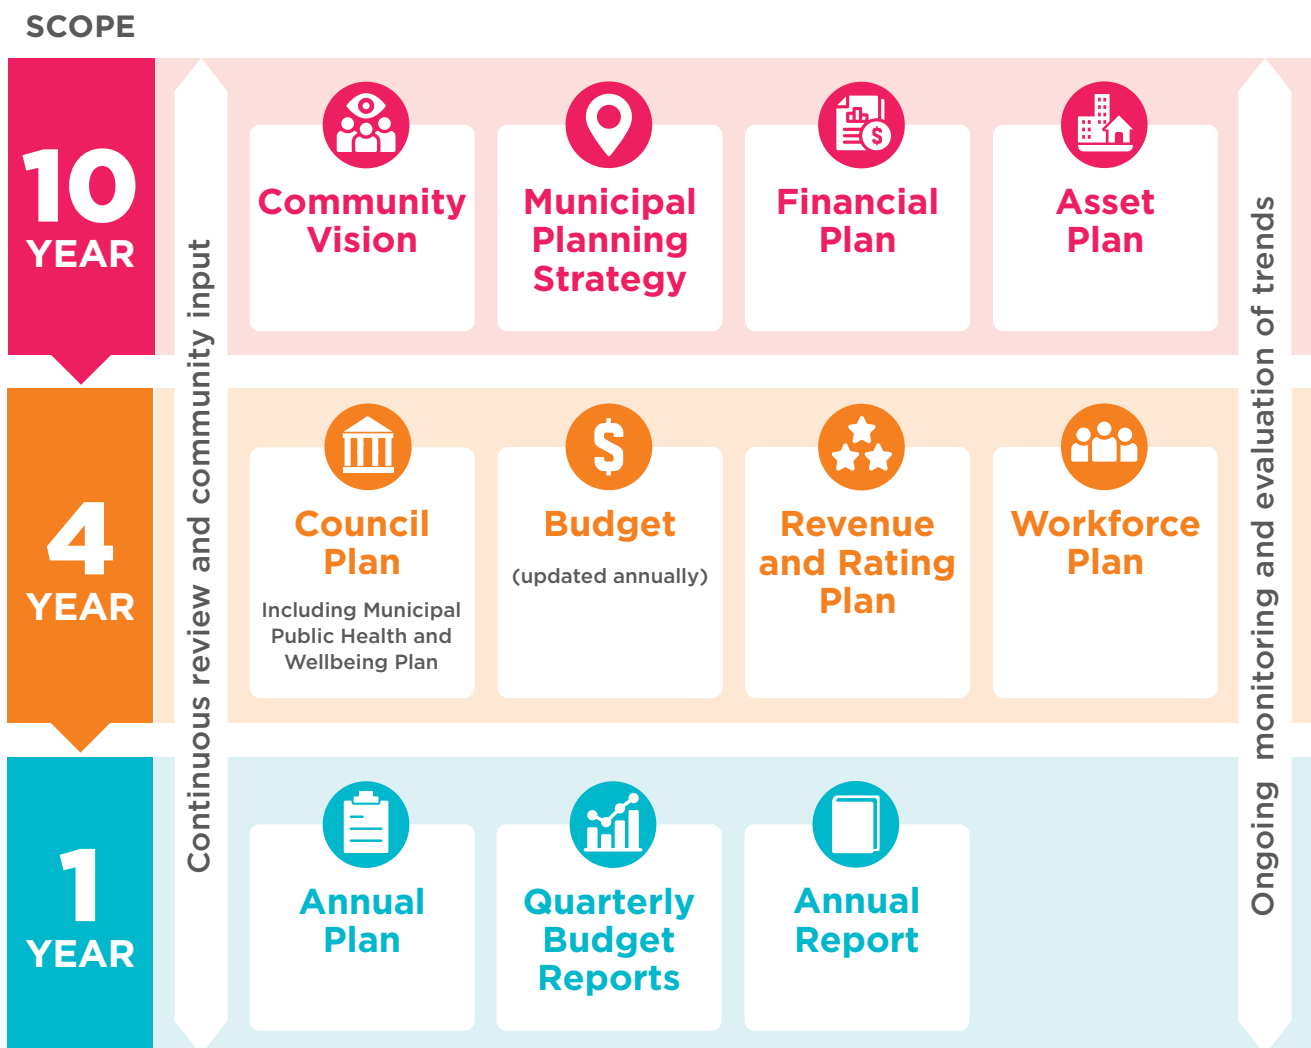 SCOPE
10
YEAR
Continuous review and community input
Community
Vision
Municipal
Planning
Strategy
Financial
Plan
Asset
Plan
Ongoing monitoring and evaluation of trends
4
YEAR
Council
Plan
Including Municipal
Public Health and
Wellbeing Plan
Budget
(updated annually)
Revenue
and Rating
Plan
Workforce
Plan
1
YEAR
Annual
Plan
Quarterly
Budget
Reports
Annual
Report